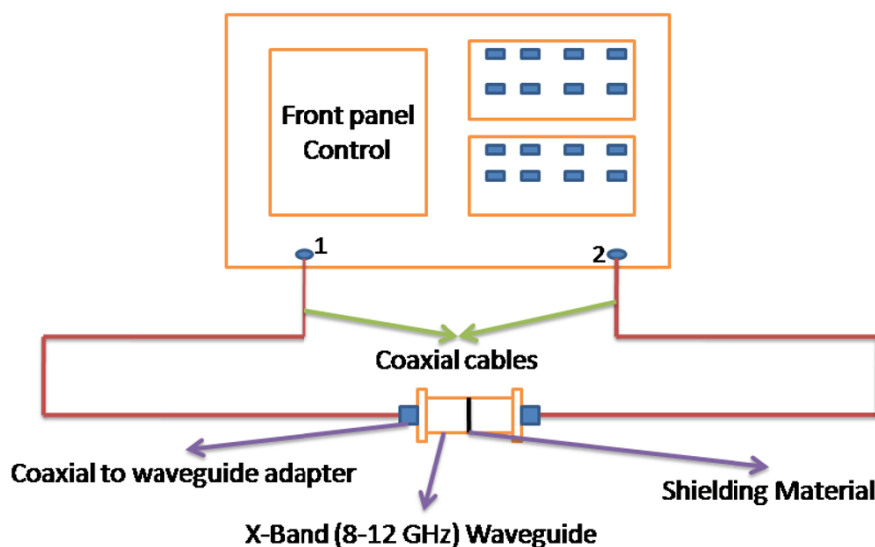 Front panel
Control
1
2
Coaxial cables
Coaxial to waveguide adapter
Shielding Material
X-Band (8-12 GHz) Waveguide